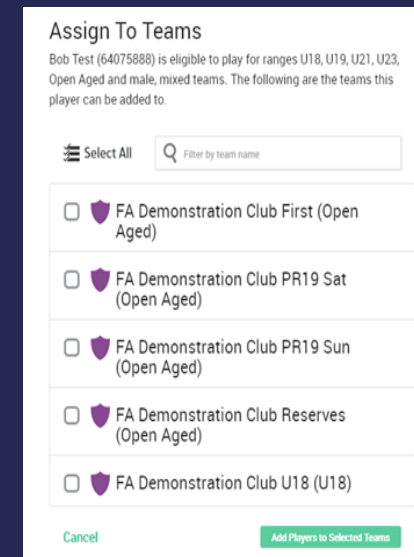 Assign To Teams
Bob Test (64075888) is eligible to play for ranges U18, U19, U21, U23,
Open Aged and male, mixed teams. The following are the teams this
player can be added to.
Select All
Filter by team name
FA Demonstration Club First (Open
Aged)
FA Demonstration Club PR19 Sat
(Open Aged)
FA Demonstration Club PR19 Sun
(Open Aged)
FA Demonstration Club Reserves
(Open Aged)
FA Demonstration Club U18 (U18)
Cancel
Add Players to Selected Teams